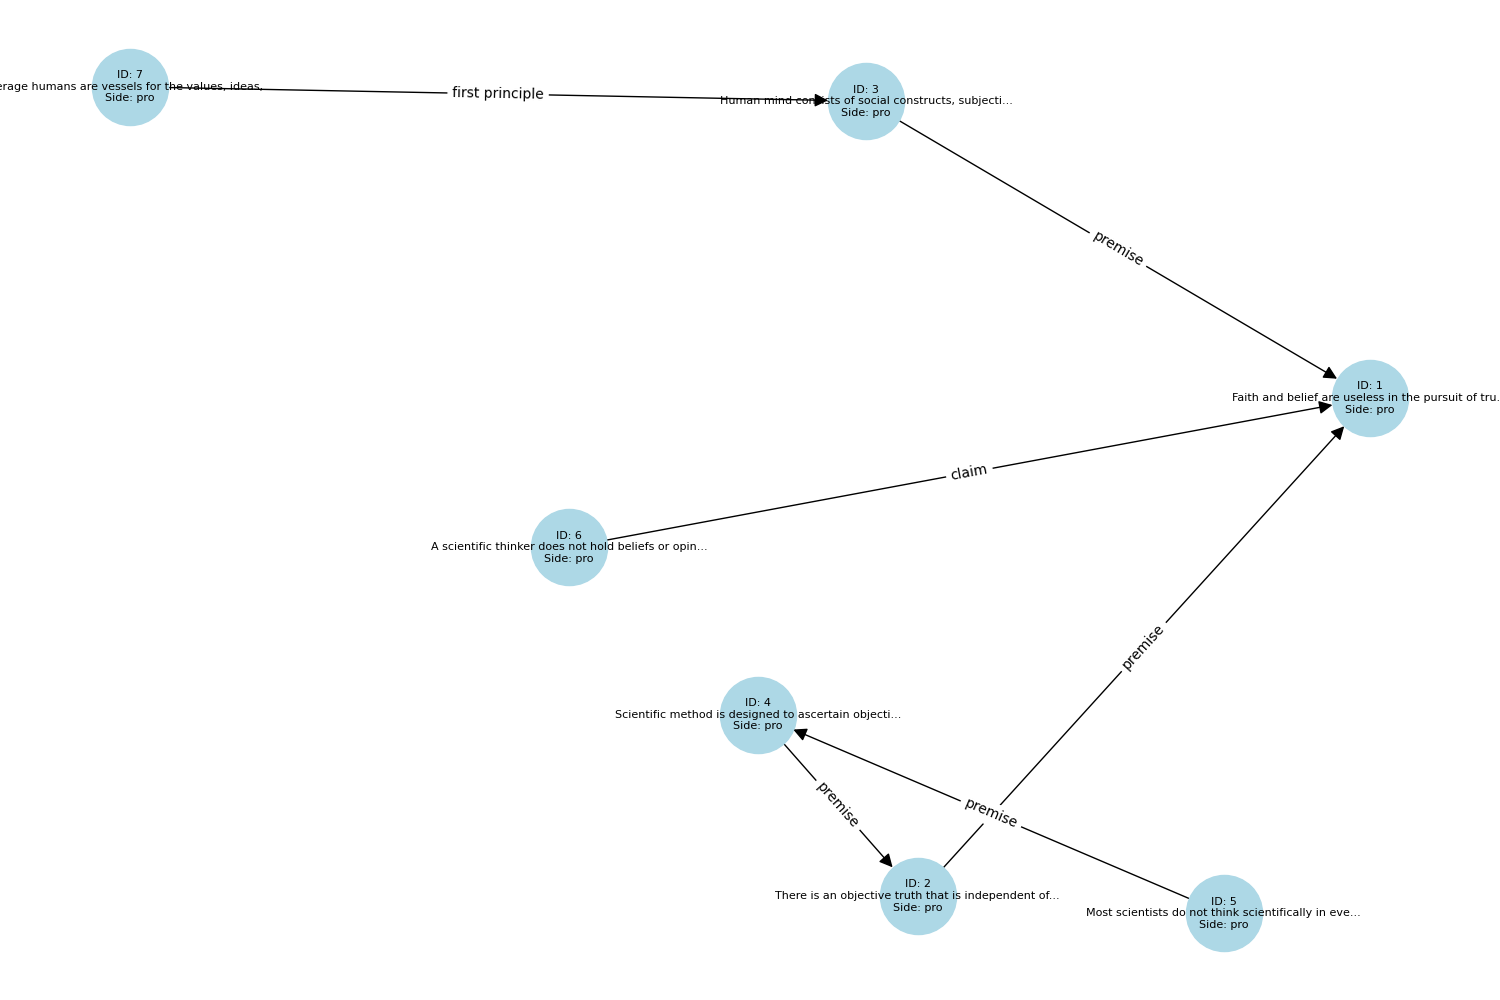 ID: 7
humans are vessels for the values, ideas,
Side: pro
first principle
ID: 3
Human mind consists of social constructs, subjecti...
Side: pro
premise
ID: 1
Faith and belief are useless in the pursuit of tru.
Side: pro
claim
ID: 6
A scientific thinker does not hold beliefs or opin...
Side: pro
premise
ID: 4
Scientific method is designed to ascertain objecti...
Side: pro
premise
premise
ID: 2
There is an objective truth that is independent of...
Side: pro
ID: 5
Most scientists do not think scientifically in eve...
Side: pro